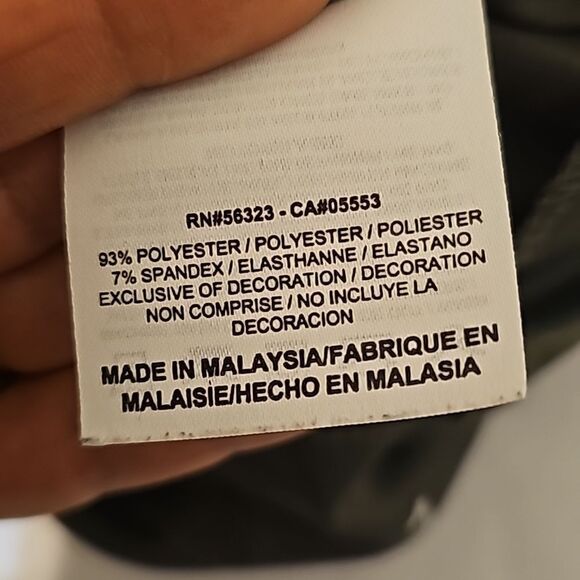 RN#56323 - CA#05553
93% POLYESTER / POLYESTER / POLIESTER
7% SPANDEX / ELASTHANNE / ELASTANO
EXCLUSIVE OF DECORATION / DECORATION
NON COMPRISE / NO INCLUYE LA
DECORACION
MADE IN MALAYSIA/FABRIQUE EN
MALAISIE/HECHO EN MALASIA